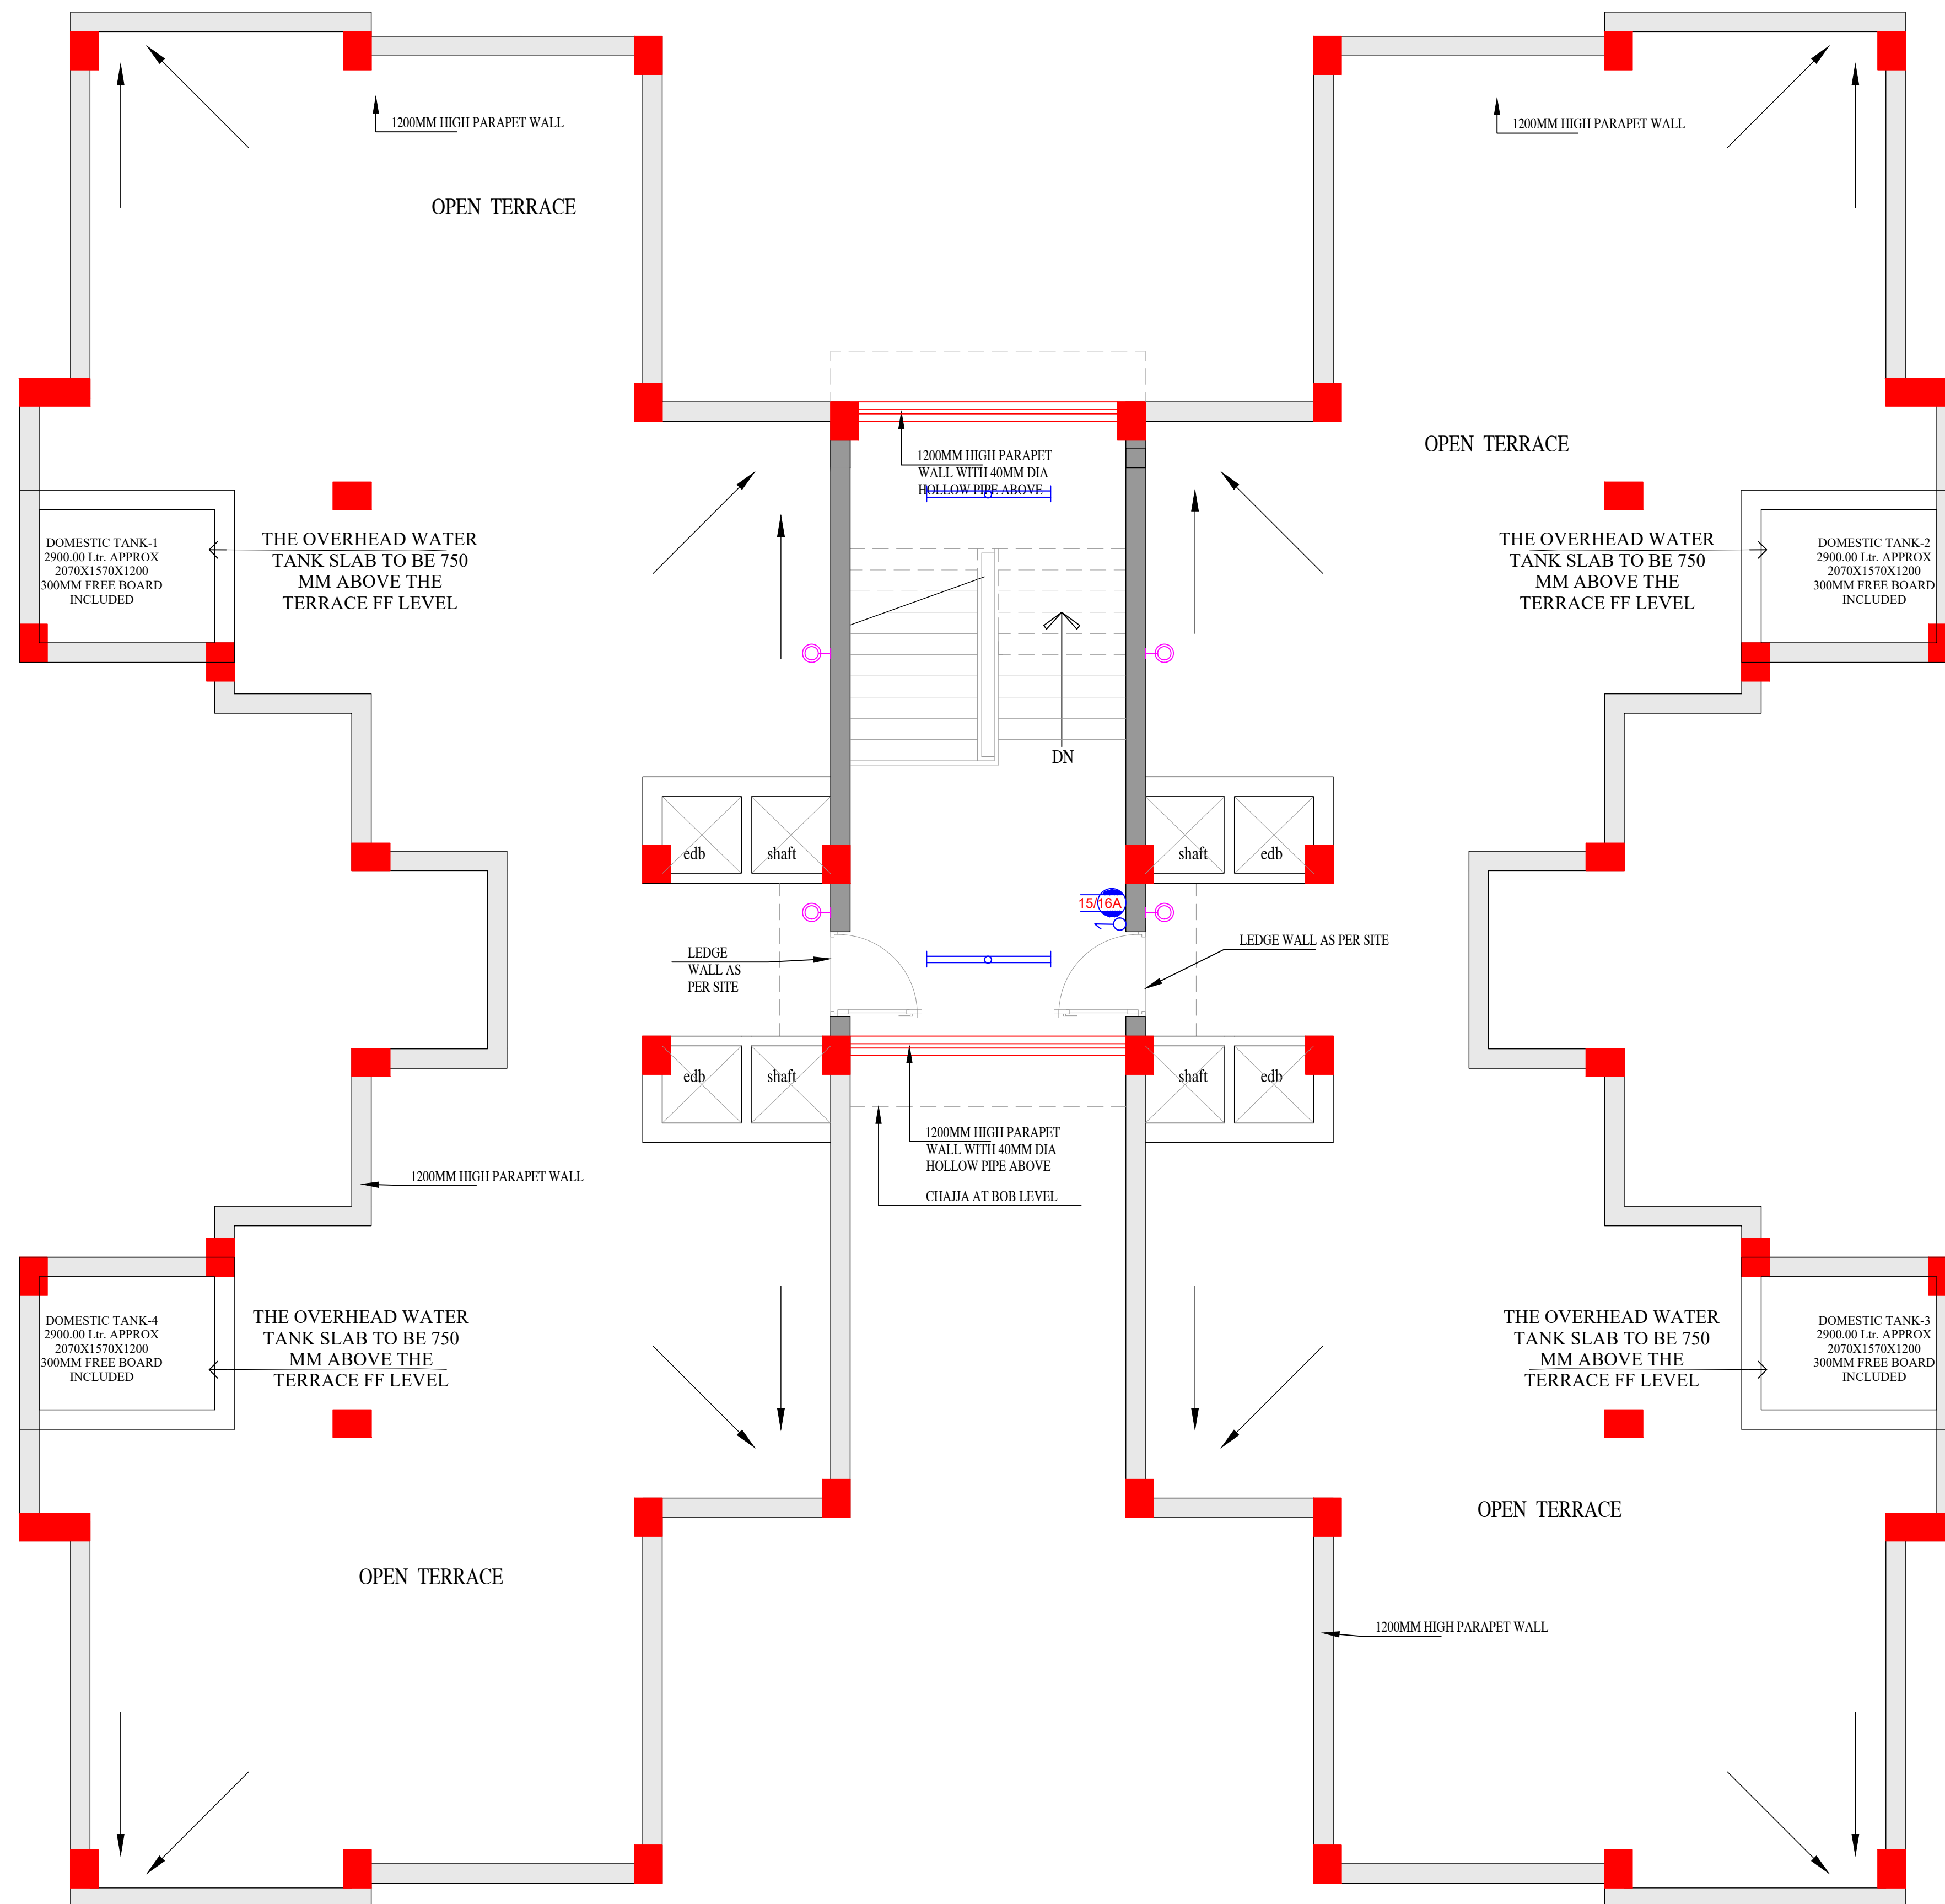 1200MM HIGH PARAPET WALL
1200MM HIGH PARAPET WALL
OPEN TERRACE
OPEN TERRACE
1200MM HIGH PARAPET
WALL WITH 40MM DIA
HOLLOW PIPE ABOVE
DOMESTIC TANK-1
2900.00 Ltr. APPROX
2070X1570X1200
300MM FREE BOARD
INCLUDED
THE OVERHEAD WATER
TANK SLAB TO BE 750
MM ABOVE THE
TERRACE FF LEVEL
THE OVERHEAD WATER
TANK SLAB TO BE 750
MM ABOVE THE
TERRACE FF LEVEL
DOMESTIC TANK-2
2900.00 Ltr. APPROX
2070X1570X1200
300MM FREE BOARD
INCLUDED
DN
edb
shaft
shaft
edb
15/16A
1
LEDGE
WALL AS
PER SITE
LEDGE WALL AS PER SITE
edb
shaft
shaft
edb
1200MM HIGH PARAPET
WALL WITH 40MM DIA
HOLLOW PIPE ABOVE
CHAJJA AT BOB LEVEL
1200MM HIGH PARAPET WALL
DOMESTIC TANK-4
2900.00 Ltr. APPROX
2070X1570X1200
300MM FREE BOARD
INCLUDED
THE OVERHEAD WATER
TANK SLAB TO BE 750
MM ABOVE THE
TERRACE FF LEVEL
THE OVERHEAD WATER
TANK SLAB TO BE 750
MM ABOVE THE
TERRACE FF LEVEL
DOMESTIC TANK-3
2900.00 Ltr. APPROX
2070X1570X1200
300MM FREE BOARD
INCLUDED
OPEN TERRACE
OPEN TERRACE
1200MM HIGH PARAPET WALL